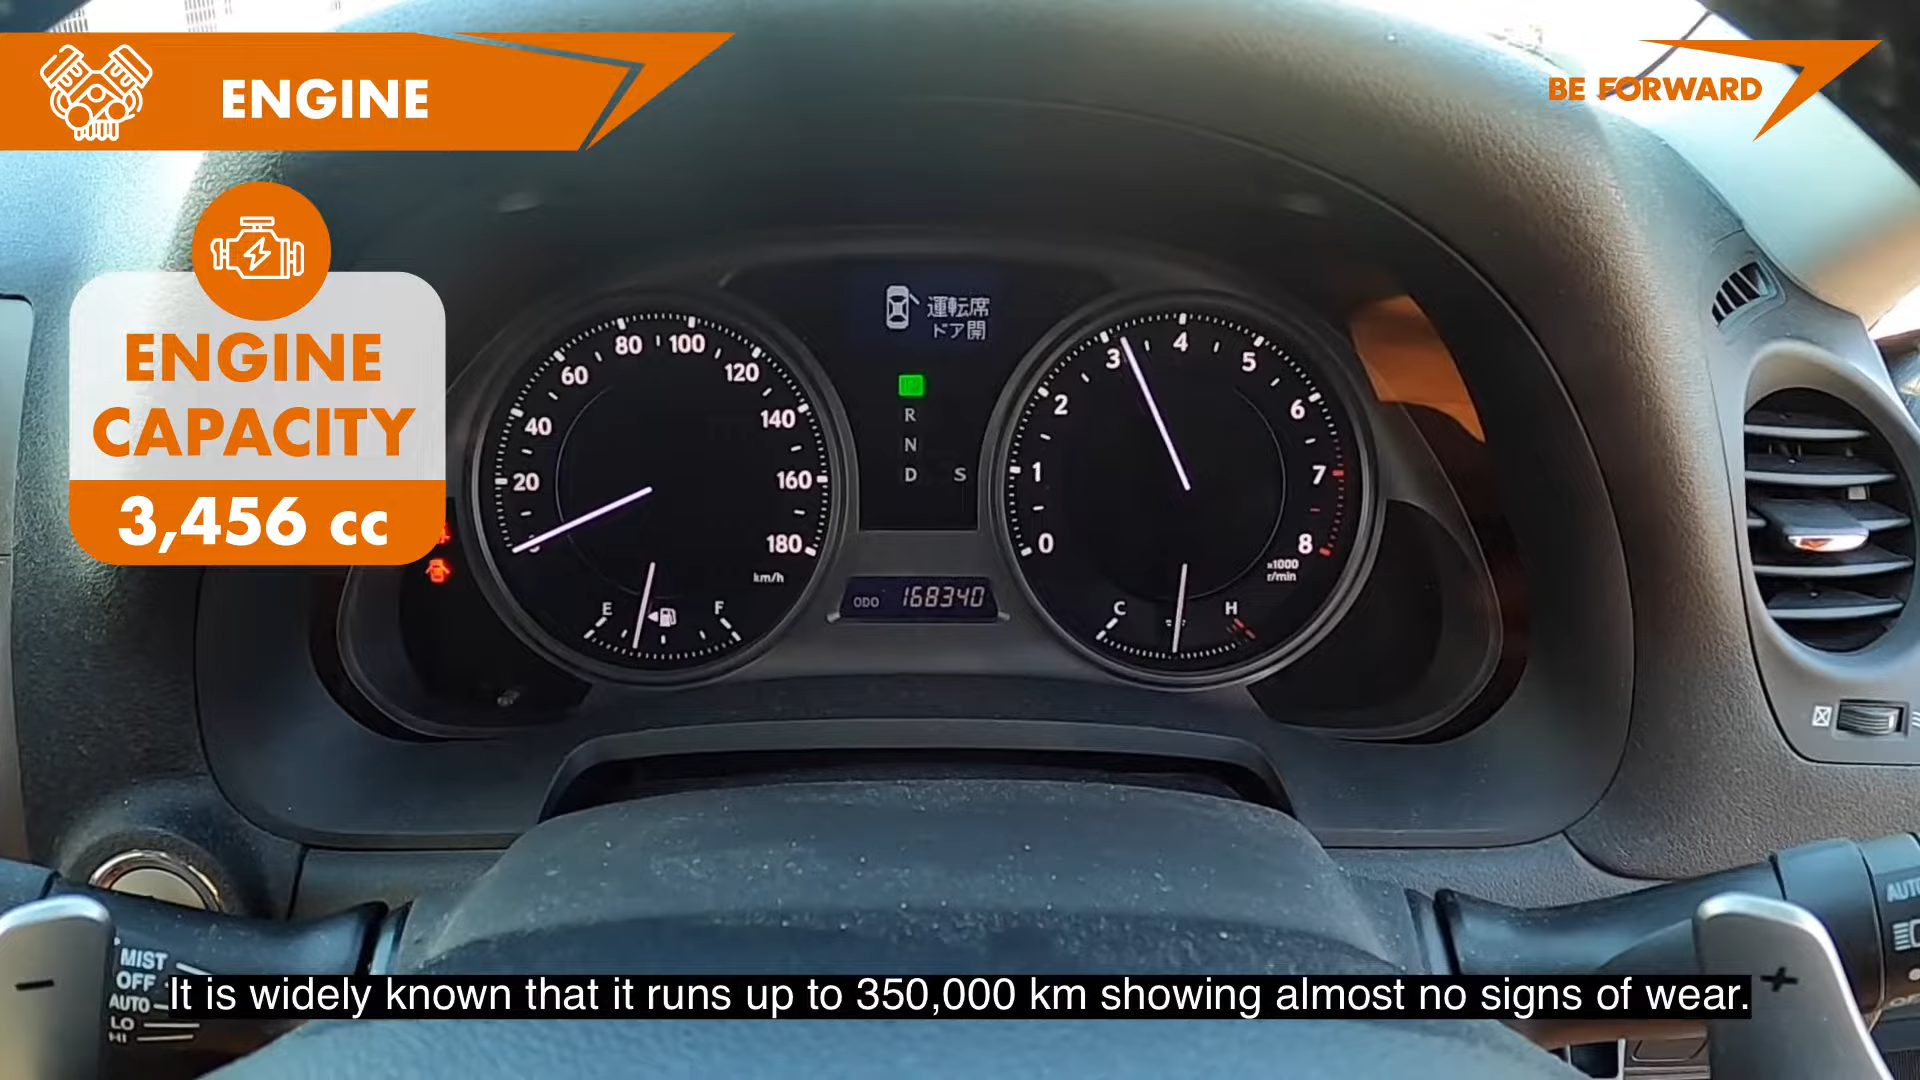 ENGINE
BE FORWARD
ENGINE
CAPACITY
3,456 cc
運転席
ドア開
R
N
D S
0
20
40
60
80
100
120
140
160
180
km/h
E F
ODO 168340
0
1
2
3
4
5
6
7
8
x1000
r/min
C H
MIST
OFF
AUTO
LO
HI
-
+
AUTO
It is widely known that it runs up to 350,000 km showing almost no signs of wear.